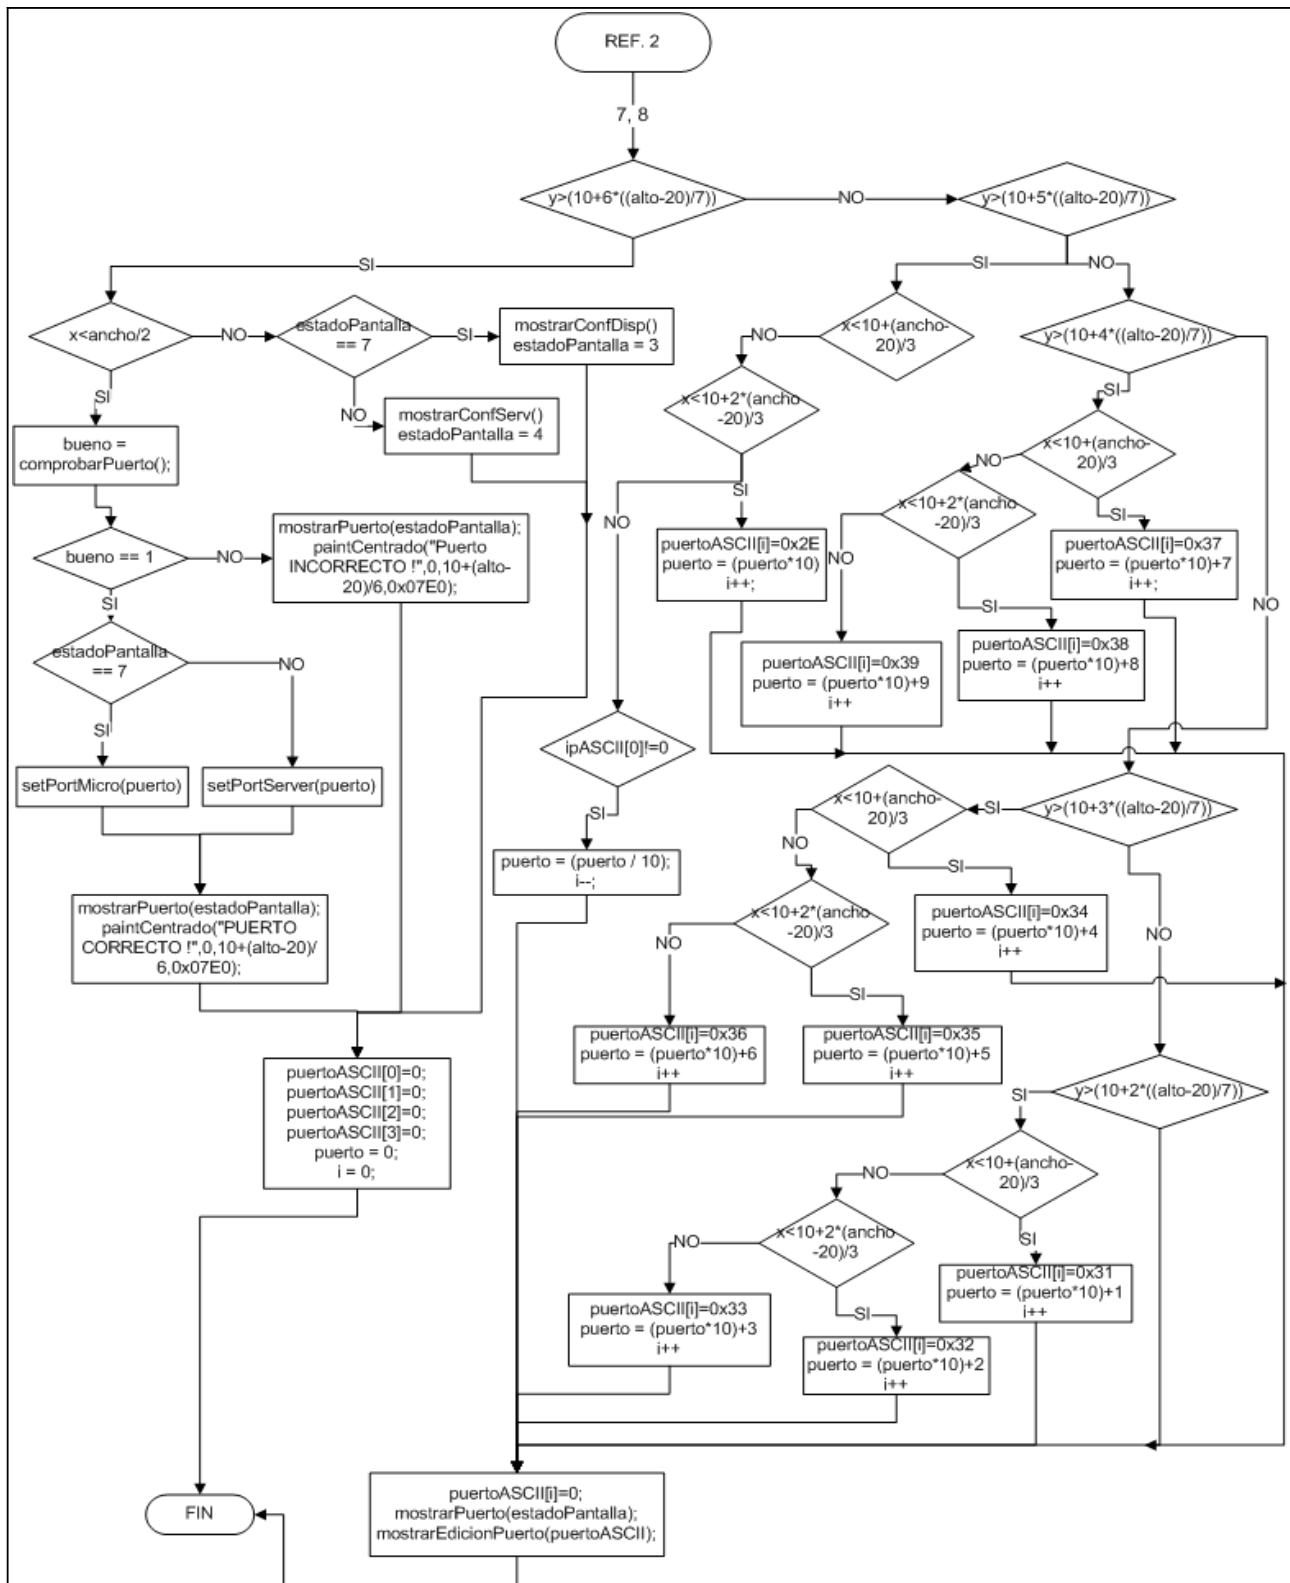 REF. 2
7, 8
y>(10+6*((alto-20)/7))
NO
y>(10+5*((alto-20)/7))
SI
SI
NO
x<ancho/2
NO
estadoPantalla
== 7
SI
mostrarConfDisp()
estadoPantalla = 3
NO
x<10+(ancho-
20)/3
y>(10+4*((alto-20)/7))
SI
NO
mostrarConfServ()
estadoPantalla = 4
x<10+2*(ancho
-20)/3
SI
bueno =
comprobarPuerto();
NO
x<10+(ancho-
20)/3
SI
NO
x<10+2*(ancho
-20)/3
SI
bueno == 1
NO
mostrarPuerto(estadoPantalla);
paintCentrado("Puerto
INCORRECTO !",0,10+(alto-
20)/6,0x07E0);
puertoASCII[i]=0x2E
puerto = (puerto*10)
i++;
NO
puertoASCII[i]=0x37
puerto = (puerto*10)+7
i++;
SI
SI
NO
estadoPantalla
== 7
NO
puertoASCII[i]=0x39
puerto = (puerto*10)+9
i++
puertoASCII[i]=0x38
puerto = (puerto*10)+8
i++
SI
ipASCII[0]!=0
setPortMicro(puerto)
setPortServer(puerto)
SI
x<10+(ancho-
20)/3
SI
y>(10+3*((alto-20)/7))
NO
puerto = (puerto / 10);
i--;
SI
mostrarPuerto(estadoPantalla);
paintCentrado("PUERTO
CORRECTO !",0,10+(alto-20)/
6,0x07E0);
x<10+2*(ancho
-20)/3
puertoASCII[i]=0x34
puerto = (puerto*10)+4
i++
NO
NO
SI
puertoASCII[i]=0x36
puerto = (puerto*10)+6
i++
puertoASCII[i]=0x35
puerto = (puerto*10)+5
i++
puertoASCII[0]=0;
puertoASCII[1]=0;
puertoASCII[2]=0;
puertoASCII[3]=0;
puerto = 0;
i = 0;
SI
y>(10+2*((alto-20)/7))
NO
x<10+(ancho-
20)/3
NO
x<10+2*(ancho
-20)/3
SI
puertoASCII[i]=0x31
puerto = (puerto*10)+1
i++
puertoASCII[i]=0x33
puerto = (puerto*10)+3
i++
SI
puertoASCII[i]=0x32
puerto = (puerto*10)+2
i++
FIN
puertoASCII[i]=0;
mostrarPuerto(estadoPantalla);
mostrarEdicionPuerto(puertoASCII);